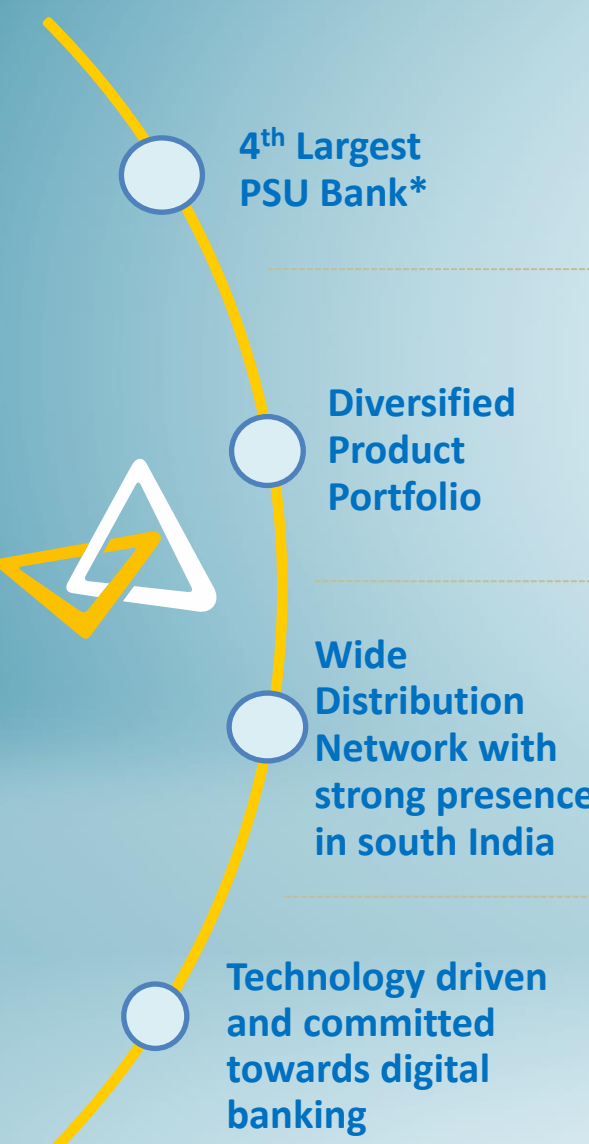 4th Largest
PSU Bank*
Diversified
Product
Portfolio
Wide
Distribution
Network with
strong presence
in south India
Technology driven
and committed
towards digital
banking